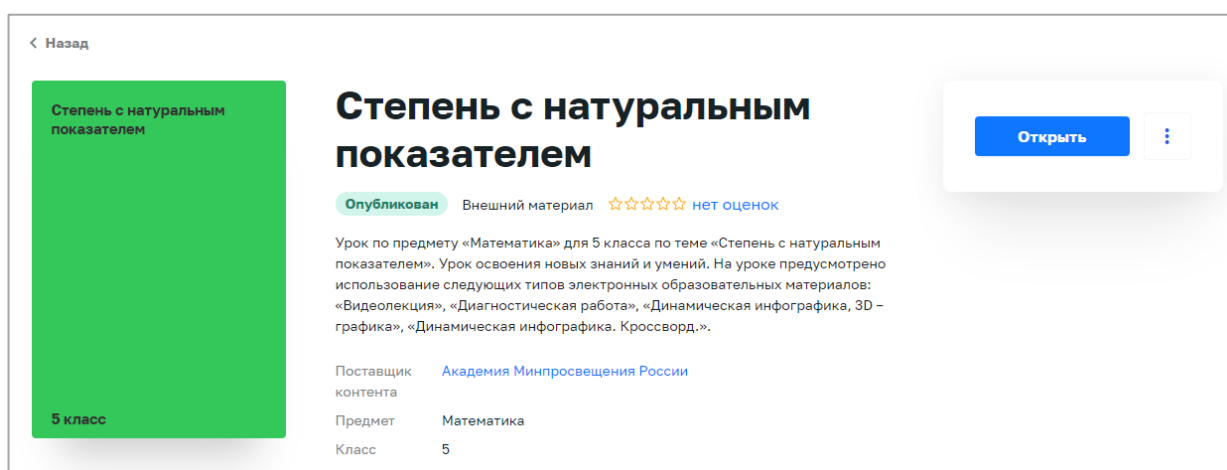 Назад
Степень с натуральным
показателем
5 класс
Степень с натуральным
показателем
Опубликован Внешний материал нет оценок
Урок по предмету «Математика» для 5 класса по теме «Степень с натуральным
показателем». Урок освоения новых знаний и умений. На уроке предусмотрено
использование следующих типов электронных образовательных материалов:
«Видеолекция», «Диагностическая работа», «Динамическая инфографика, 3D –
графика», «Динамическая инфографика. Кроссворд.».
Поставщик контента Академия Минпросвещения России
Предмет Математика
Класс 5
Открыть